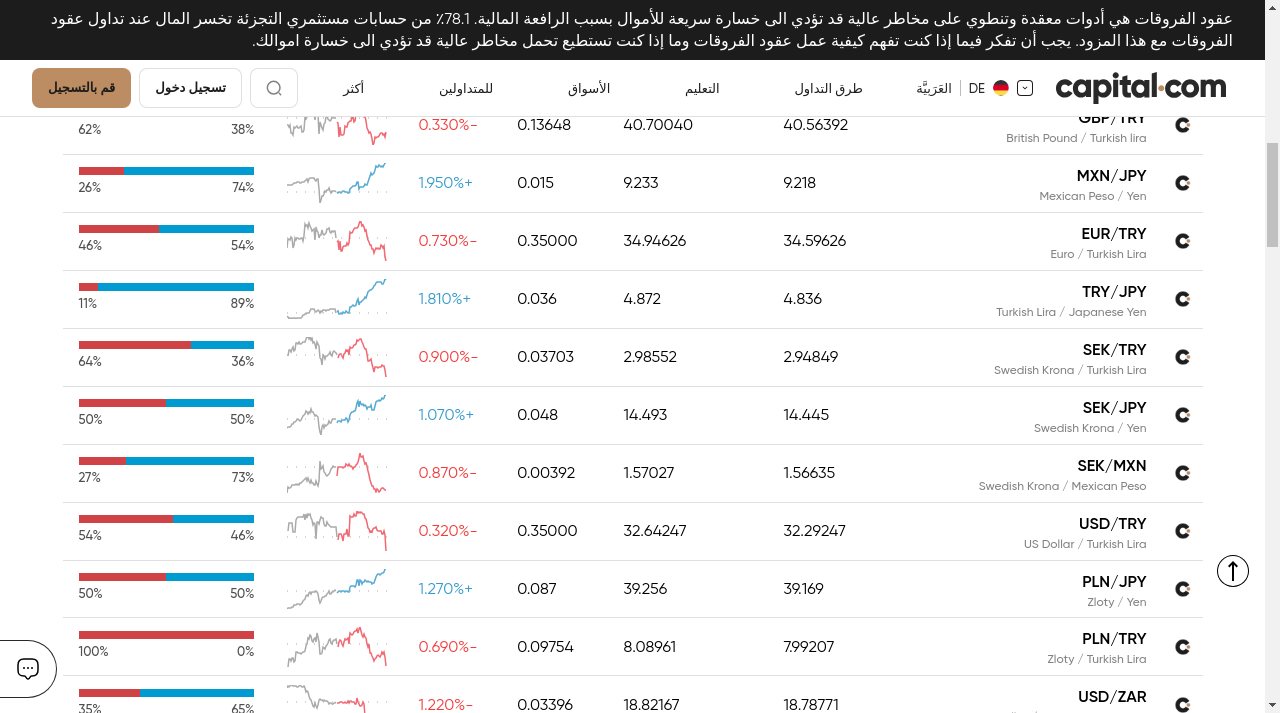 عقود الفروقات هي أدوات معقدة وتنطوي على مخاطر عالية قد تؤدي الى خسارة سريعة للأموال بسبب الرافعة المالية. 78.1٪ من حسابات مستثمري التجزئة تخسر المال عند تداول عقود
الفروقات مع هذا المزود. يجب أن تفكر فيما إذا كنت تفهم كيفية عمل عقود الفروقات وما إذا كنت تستطيع تحمل مخاطر عالية قد تؤدي الى خسارة اموالك.
capital.com DE العَرَبيَّة طرق التداول التعليم الأسواق للمتداولين أكثر تسجيل دخول قم بالتسجيل
GBP/TRY
British Pound / Turkish lira
40.56392 40.70040 0.13648 0.330%- 38% 62%
MXN/JPY
Mexican Peso / Yen
9.218 9.233 0.015 1.950%+ 74% 26%
EUR/TRY
Euro / Turkish Lira
34.59626 34.94626 0.35000 0.730%- 54% 46%
TRY/JPY
Turkish Lira / Japanese Yen
4.836 4.872 0.036 1.810%+ 89% 11%
SEK/TRY
Swedish Krona / Turkish Lira
2.94849 2.98552 0.03703 0.900%- 36% 64%
SEK/JPY
Swedish Krona / Yen
14.445 14.493 0.048 1.070%+ 50% 50%
SEK/MXN
Swedish Krona / Mexican Peso
1.56635 1.57027 0.00392 0.870%- 73% 27%
USD/TRY
US Dollar / Turkish Lira
32.29247 32.64247 0.35000 0.320%- 46% 54%
PLN/JPY
Zloty / Yen
39.169 39.256 0.087 1.270%+ 50% 50%
PLN/TRY
Zloty / Turkish Lira
7.99207 8.08961 0.09754 0.690%- 0% 100%
USD/ZAR
18.78771 18.82167 0.03396 1.220%- 65% 35%